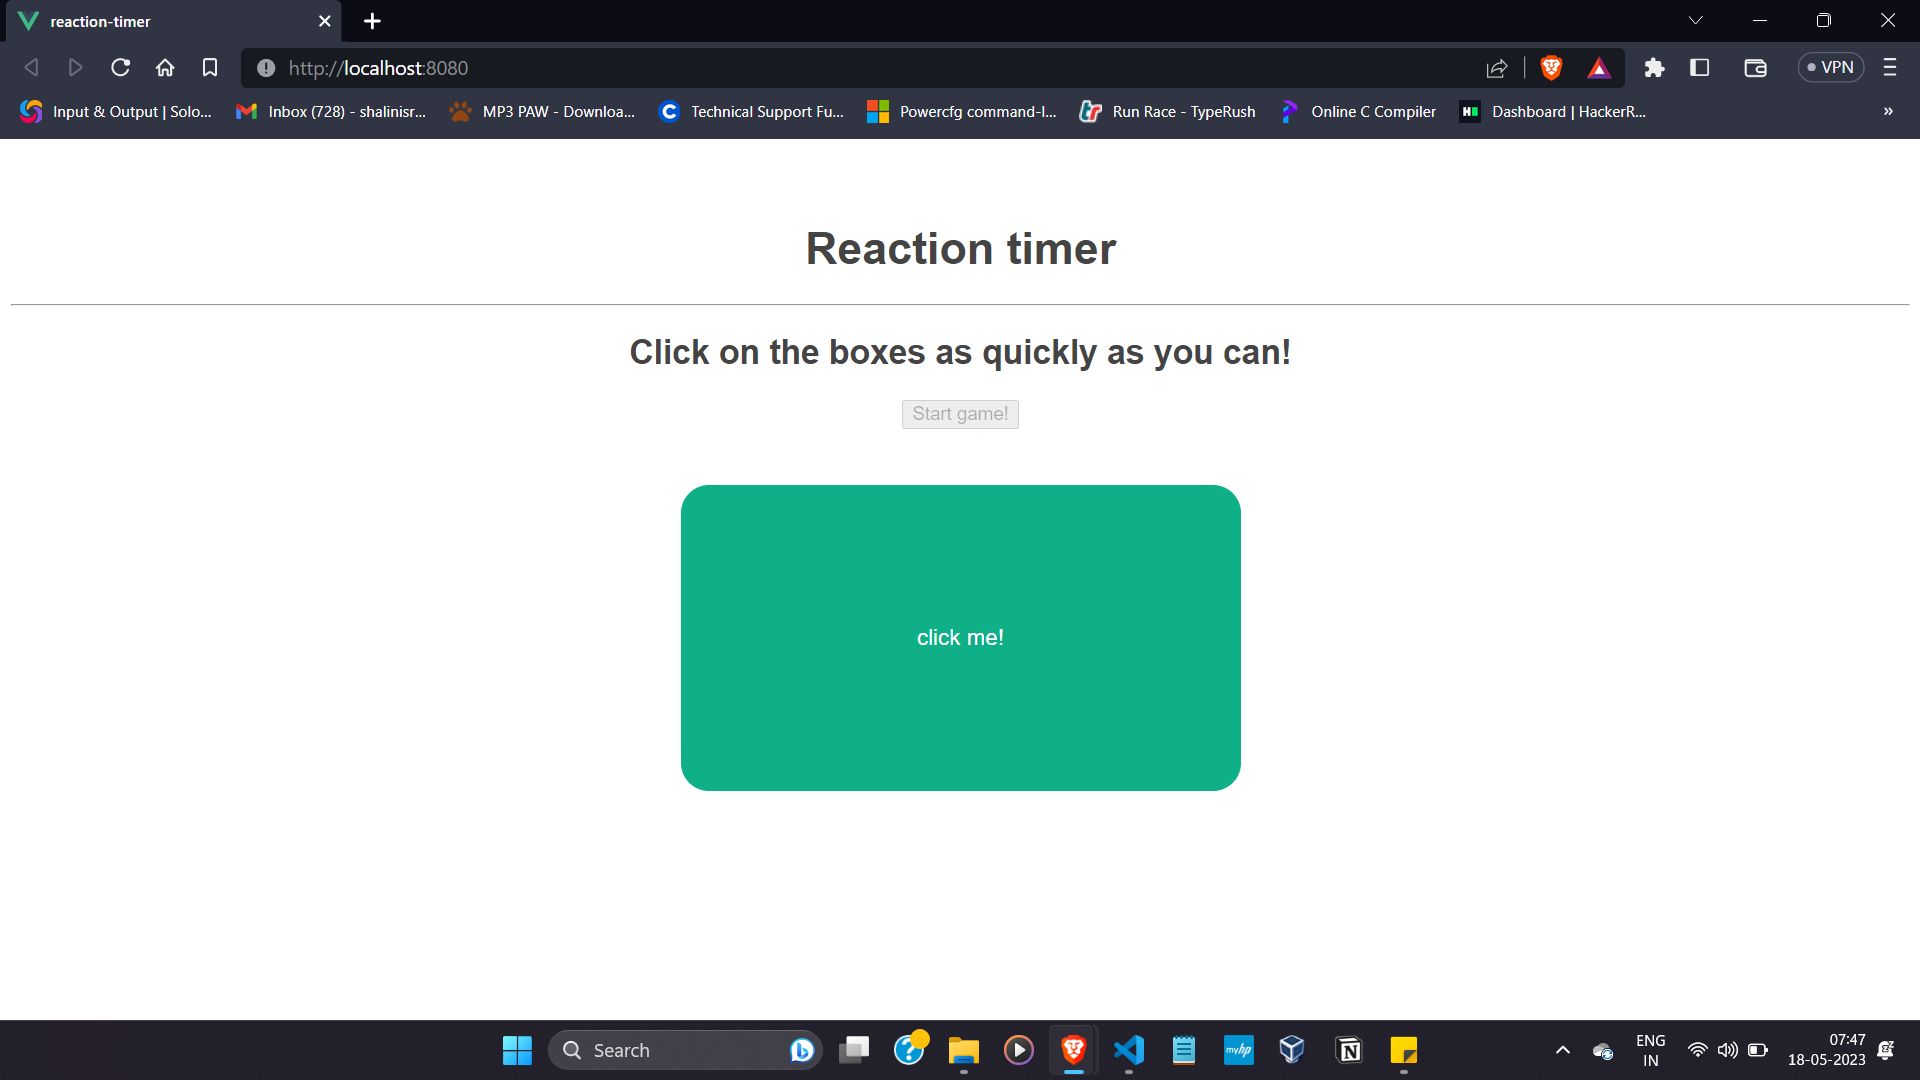 reaction-timer
http://localhost:8080
VPN
Input & Output | Solo...
Inbox (728) - shalinisr...
MP3 PAW - Downloa...
Technical Support Fu...
Powercfg command-l...
Run Race - TypeRush
Online C Compiler
Dashboard | HackerR...
»
Reaction timer
Click on the boxes as quickly as you can!
Start game!
click me!
Search
myhp
ENG
IN
07:47
18-05-2023